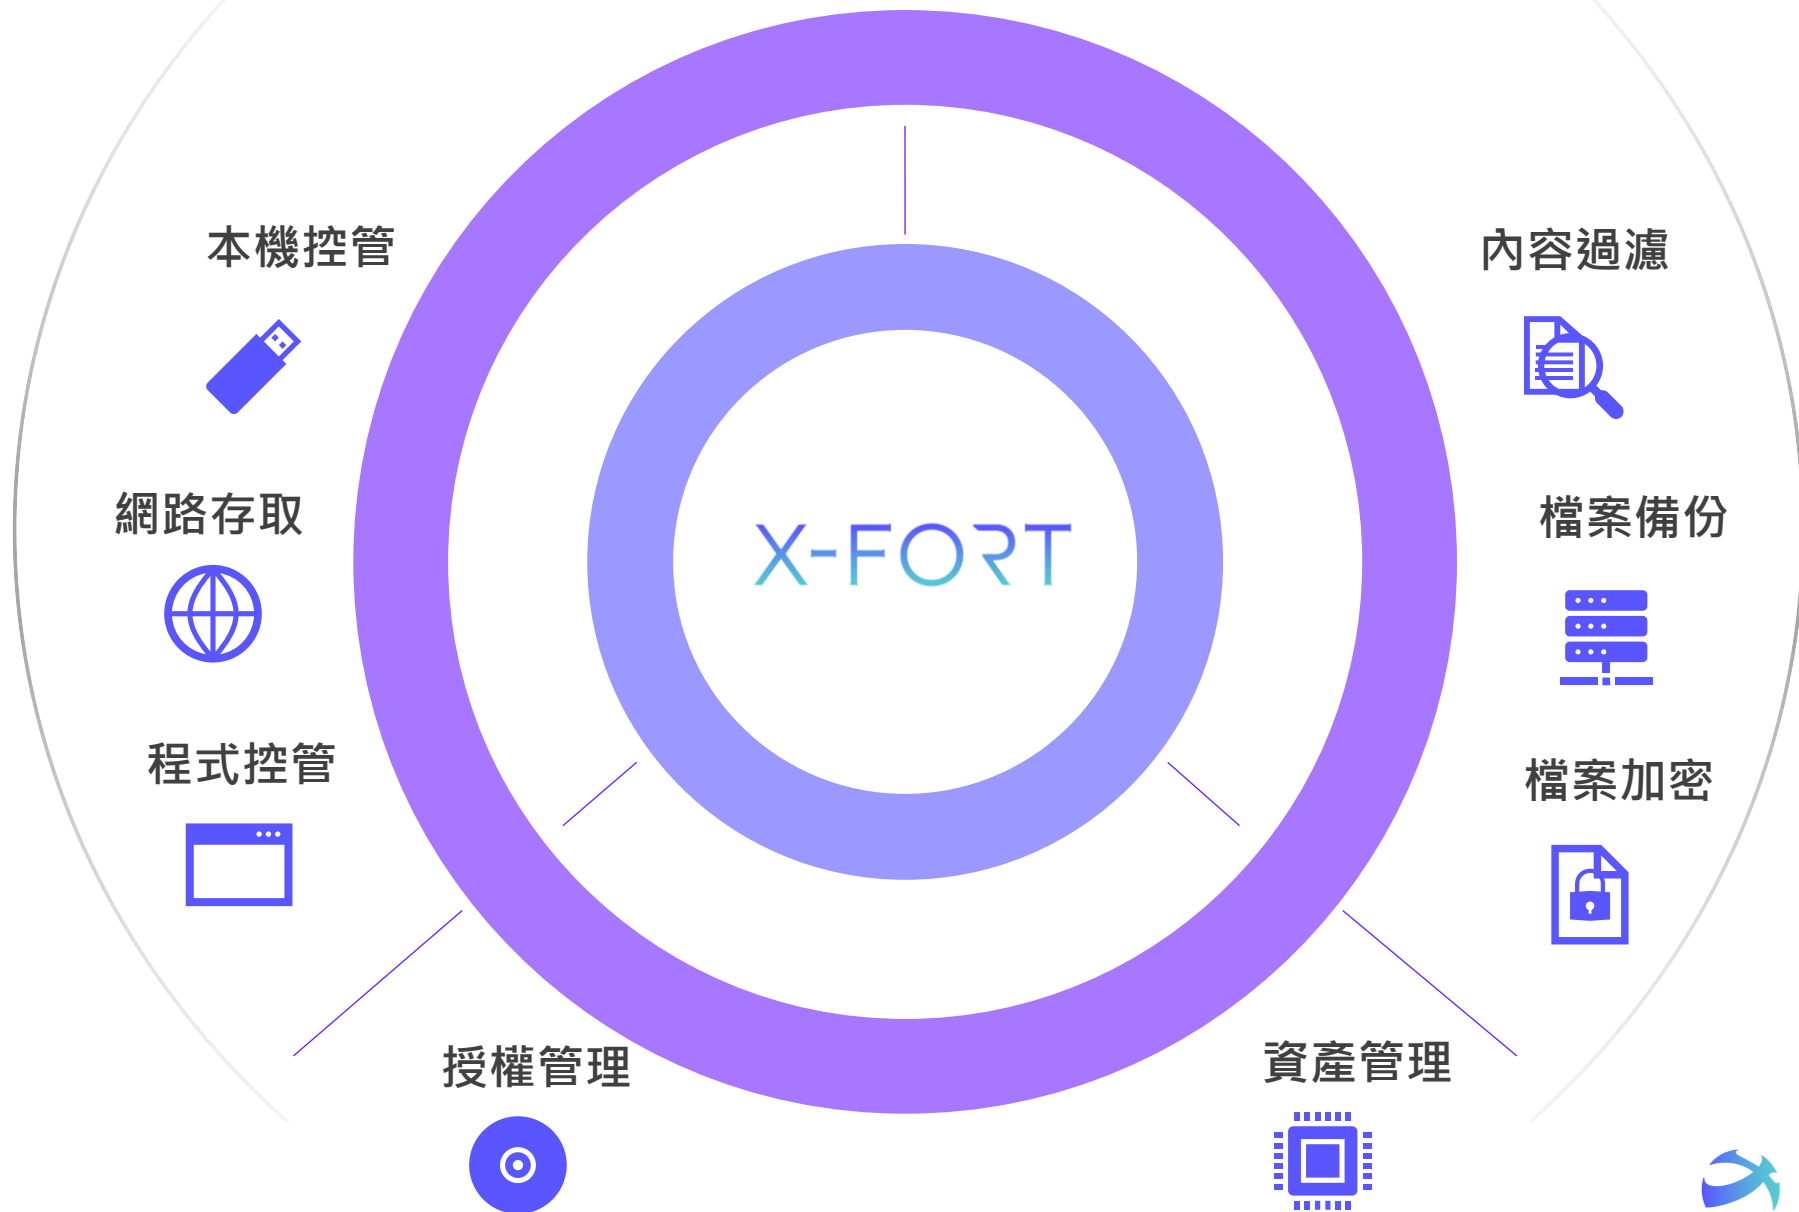 本機控管
網路存取
程式控管
授權管理
X-FORT
內容過濾
檔案備份
檔案加密
資產管理